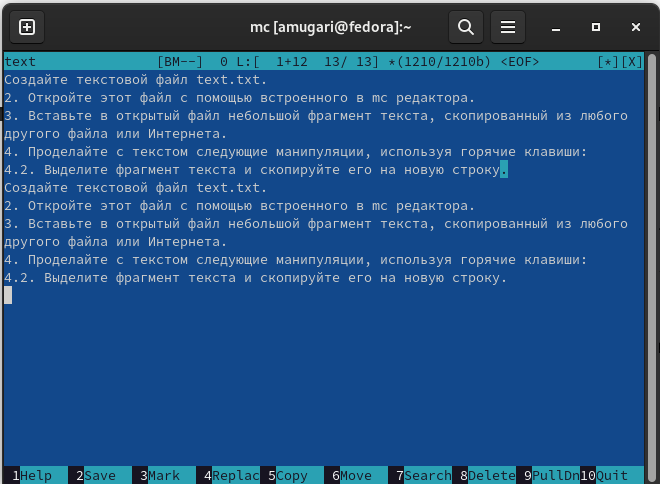 mc [amugari@fedora]:~
text [BM--] 0 L:[ 1+12 13/ 13] *(1210/1210b) <EOF> [*][X]
Создайте текстовой файл text.txt.
2. Откройте этот файл с помощью встроенного в mc редактора.
3. Вставьте в открытый файл небольшой фрагмент текста, скопированный из любого
другого файла или Интернета.
4. Проделайте с текстом следующие манипуляции, используя горячие клавиши:
4.2. Выделите фрагмент текста и скопируйте его на новую строку.
Создайте текстовой файл text.txt.
2. Откройте этот файл с помощью встроенного в mc редактора.
3. Вставьте в открытый файл небольшой фрагмент текста, скопированный из любого
другого файла или Интернета.
4. Проделайте с текстом следующие манипуляции, используя горячие клавиши:
4.2. Выделите фрагмент текста и скопируйте его на новую строку.
1Help 2Save 3Mark 4Replac 5Copy 6Move 7Search 8Delete 9PullDn 10Quit